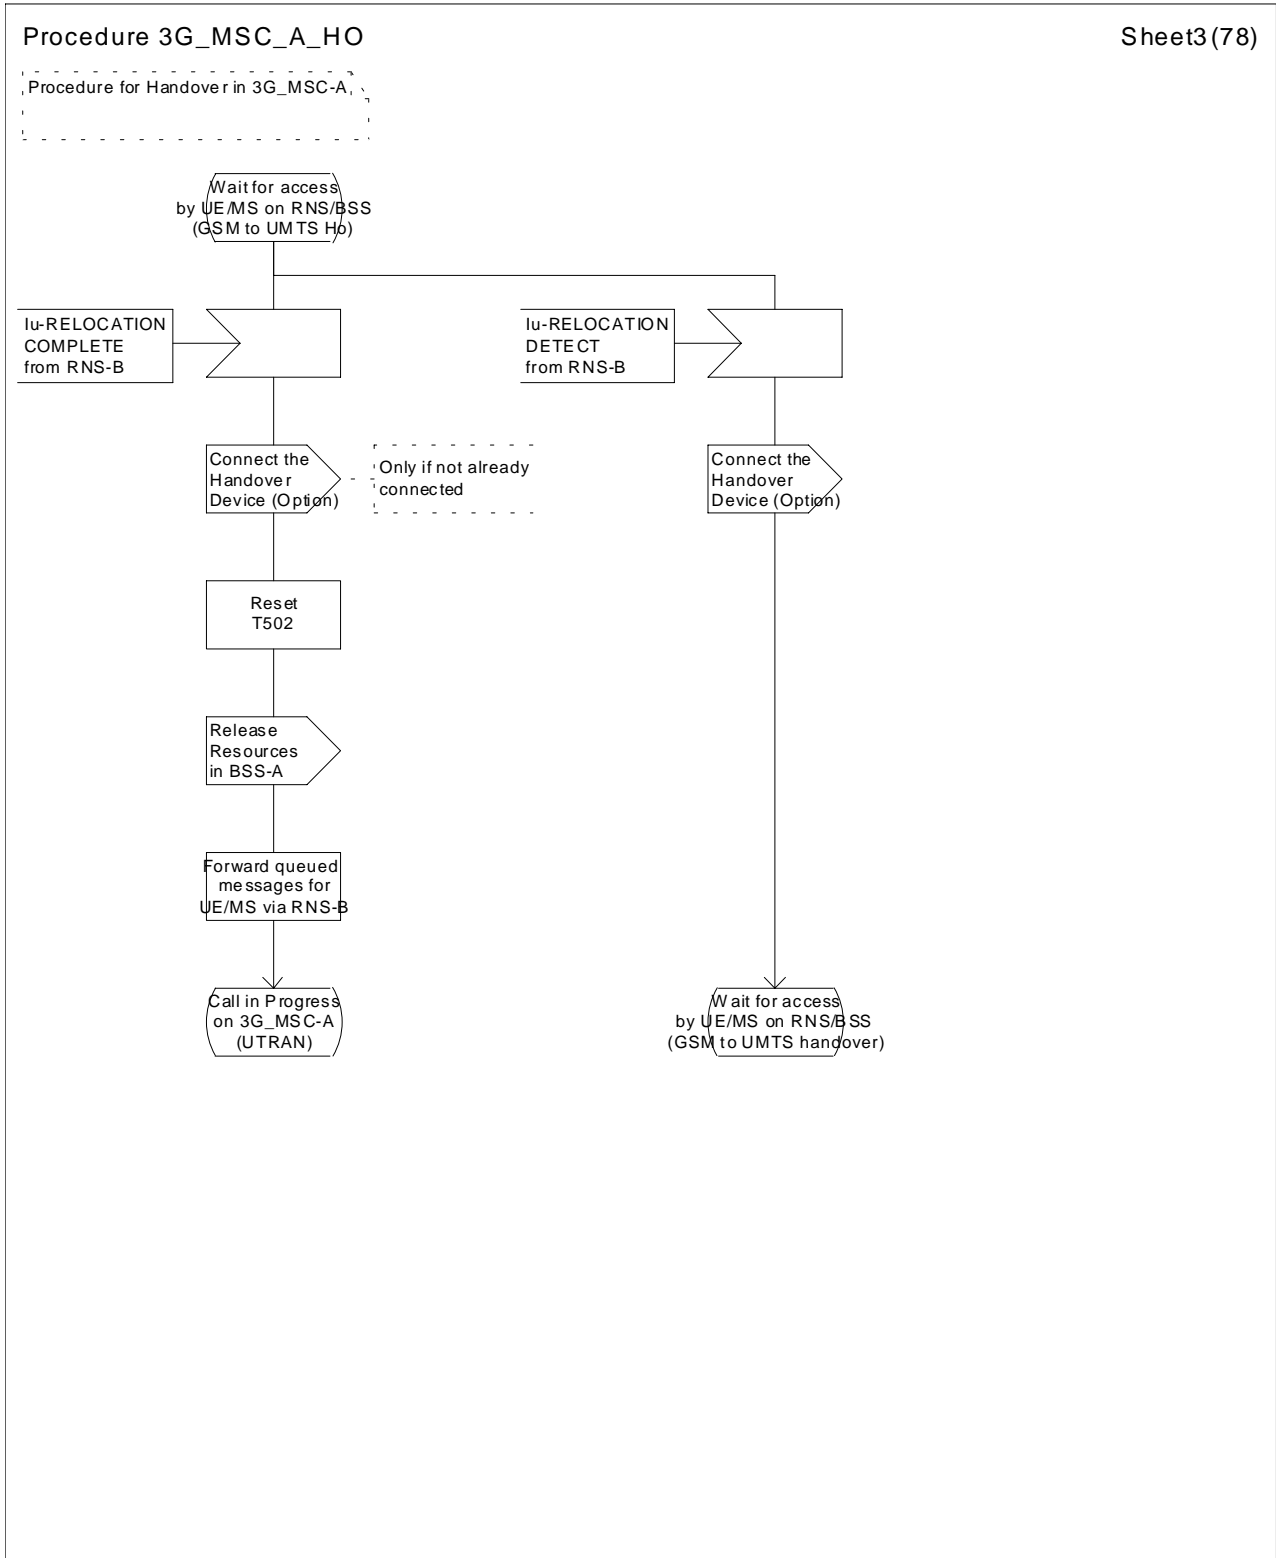 Procedure 3G_MSC_A_HO
Sheet3(78)
Procedure for Handover in 3G_MSC-A
Wait for access
by UE/MS on RNS/BSS
(GSM to UMTS Ho)
Iu-RELOCATION
COMPLETE
from RNS-B
Iu-RELOCATION
DETECT
from RNS-B
Connect the
Handover
Device (Option)
Only if not already
connected
Connect the
Handover
Device (Option)
Reset
T502
Release
Resources
in BSS-A
Forward queued
messages for
UE/MS via RNS-B
Call in Progress
on 3G_MSC-A
(UTRAN)
Wait for access
by UE/MS on RNS/BSS
(GSM to UMTS handover)